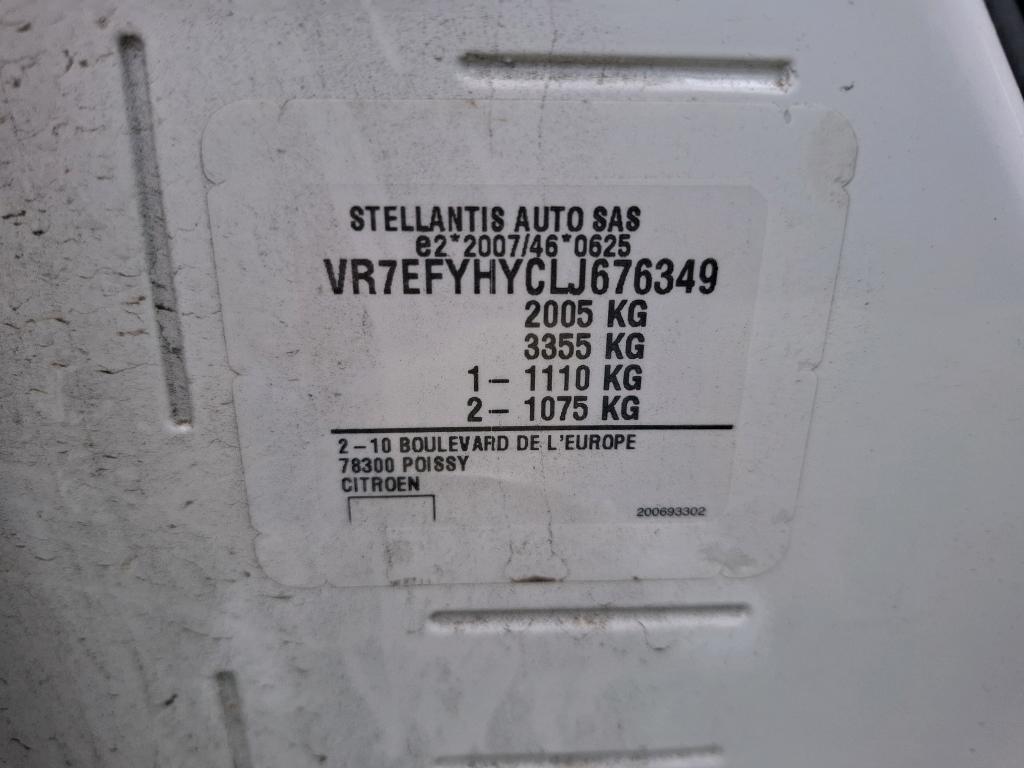 STELLANTIS AUTO SAS
e2*2007/46*0625
VR7EFYHYCLJ676349
2005 KG
3355 KG
1 – 1110 KG
2 – 1075 KG
2 – 10 BOULEVARD DE L'EUROPE
78300 POISSY
CITROEN
200693302